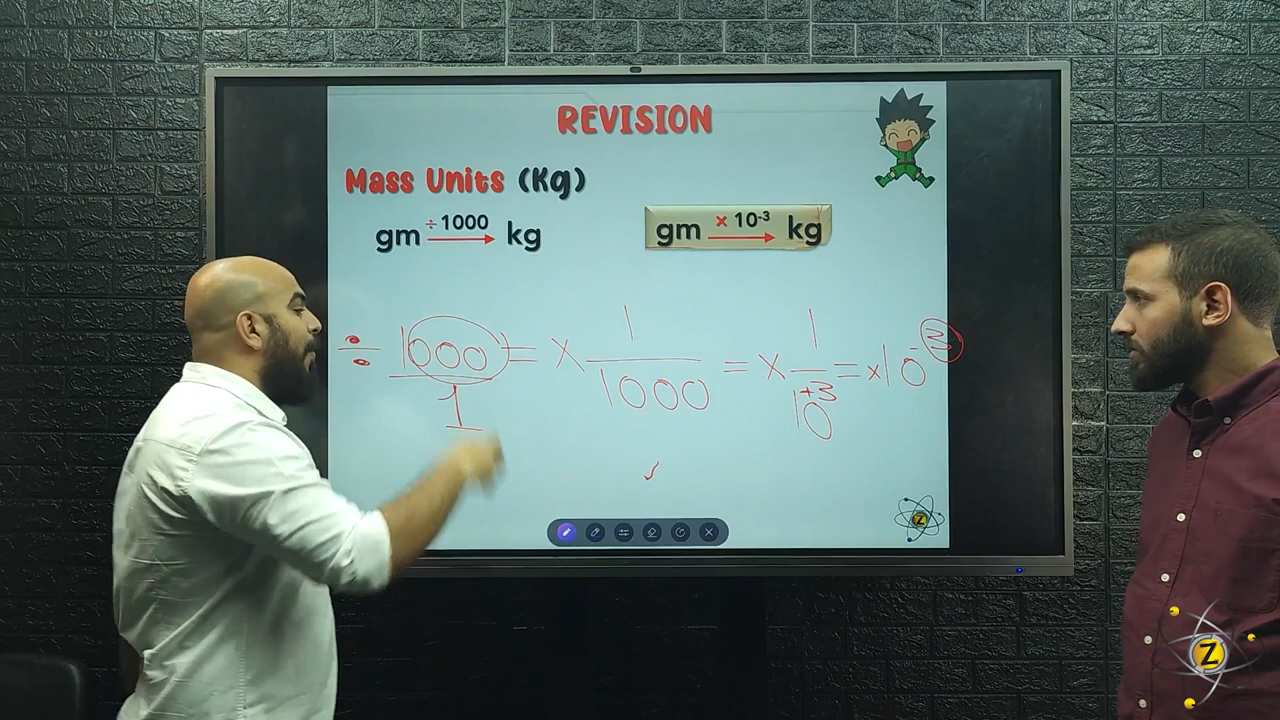 REVISION
Mass Units (Kg)
gm ÷ 1000 → kg
gm × 10⁻³ → kg
÷ 1000/1 = × 1/1000 = × 1/10⁺³ = × 10⁻³
Z
Z